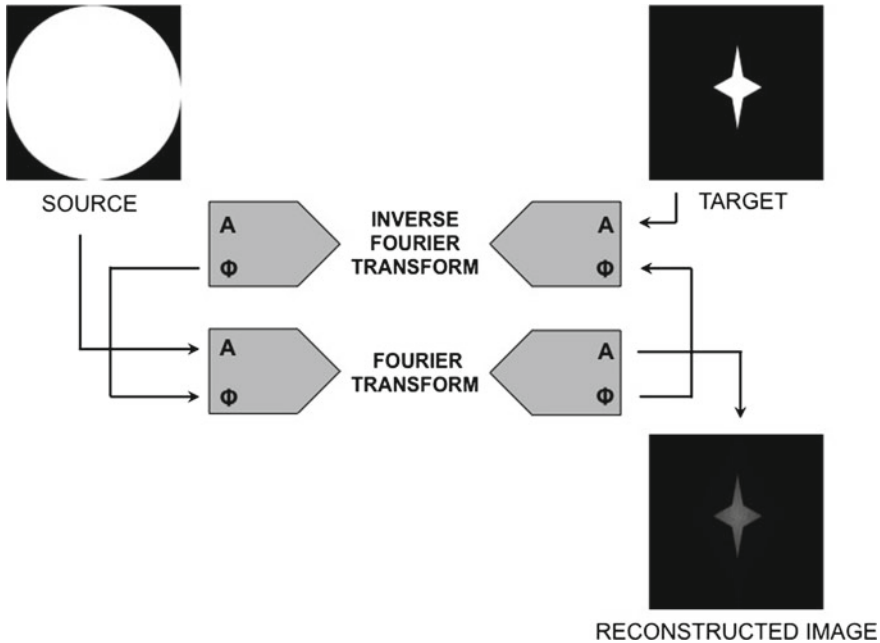 SOURCE
TARGET
A
Φ
INVERSE
FOURIER
TRANSFORM
A
Φ
A
Φ
FOURIER
TRANSFORM
A
Φ
RECONSTRUCTED IMAGE